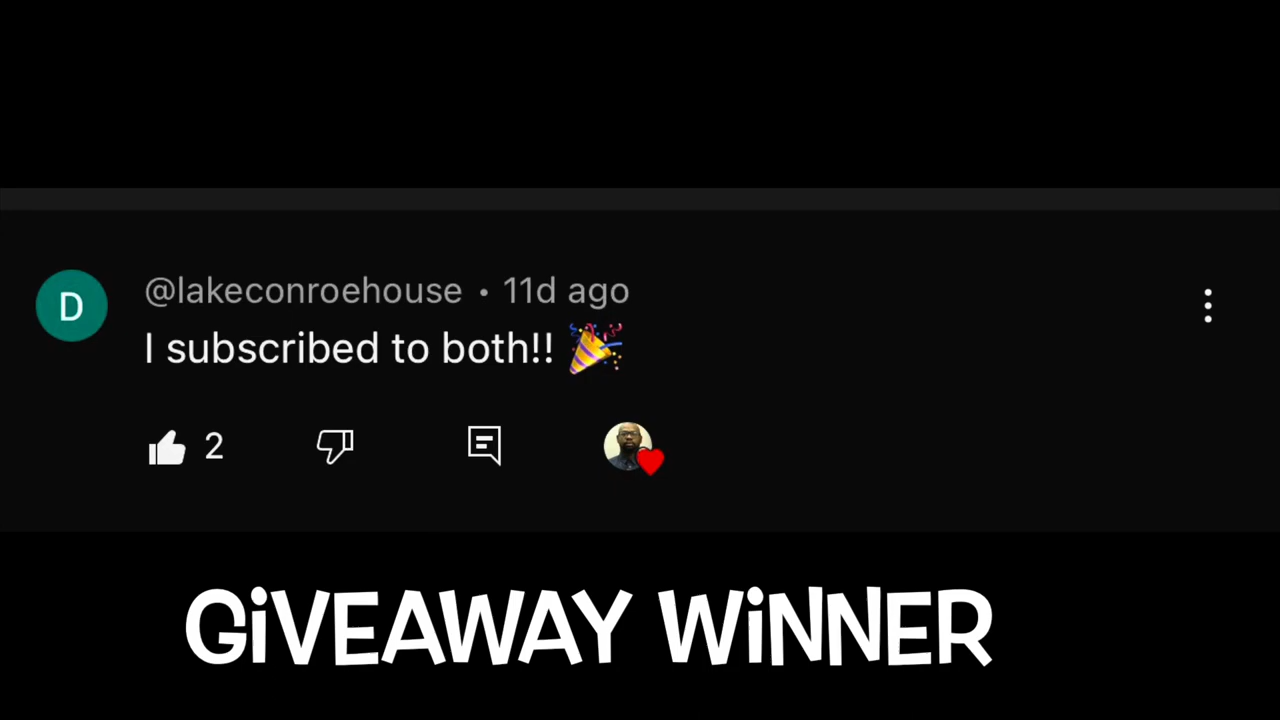 D
@lakeconroehouse • 11d ago
I subscribed to both!! 🎉
2
GiVEAWAY WiNNER